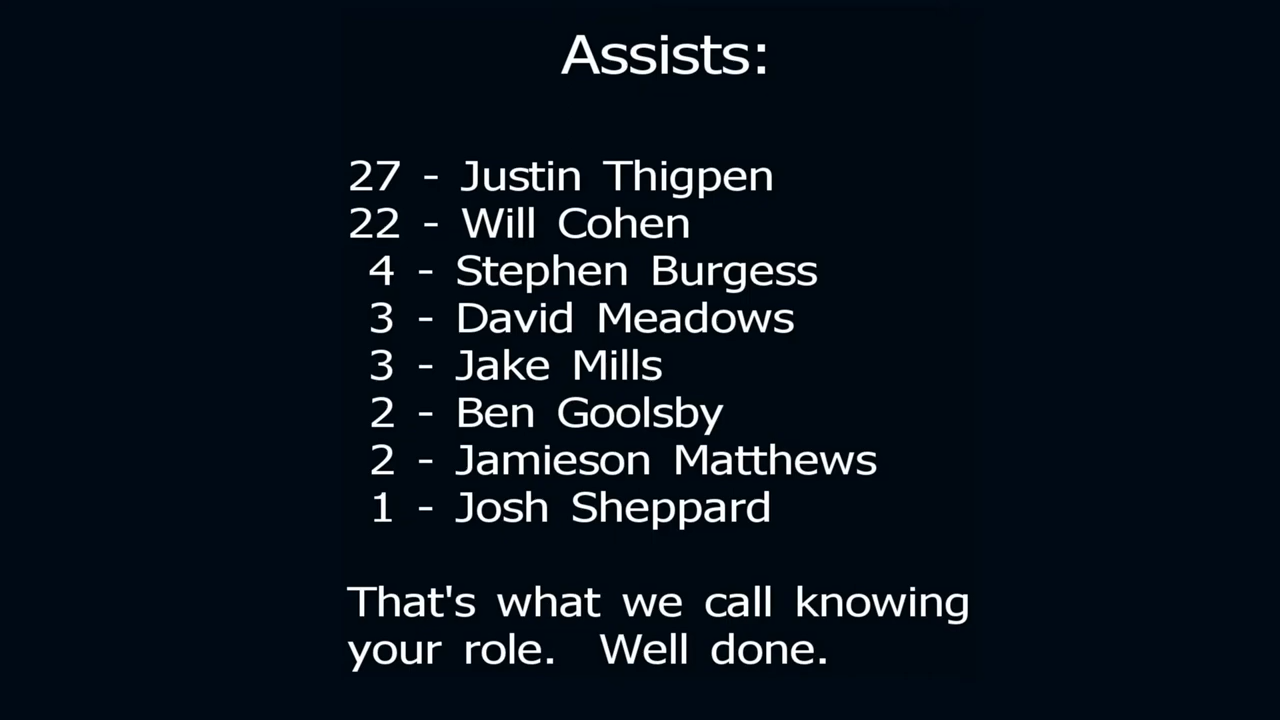 Assists:
27 - Justin Thigpen
22 - Will Cohen
4 - Stephen Burgess
3 - David Meadows
3 - Jake Mills
2 - Ben Goolsby
2 - Jamieson Matthews
1 - Josh Sheppard
That's what we call knowing
your role.  Well done.